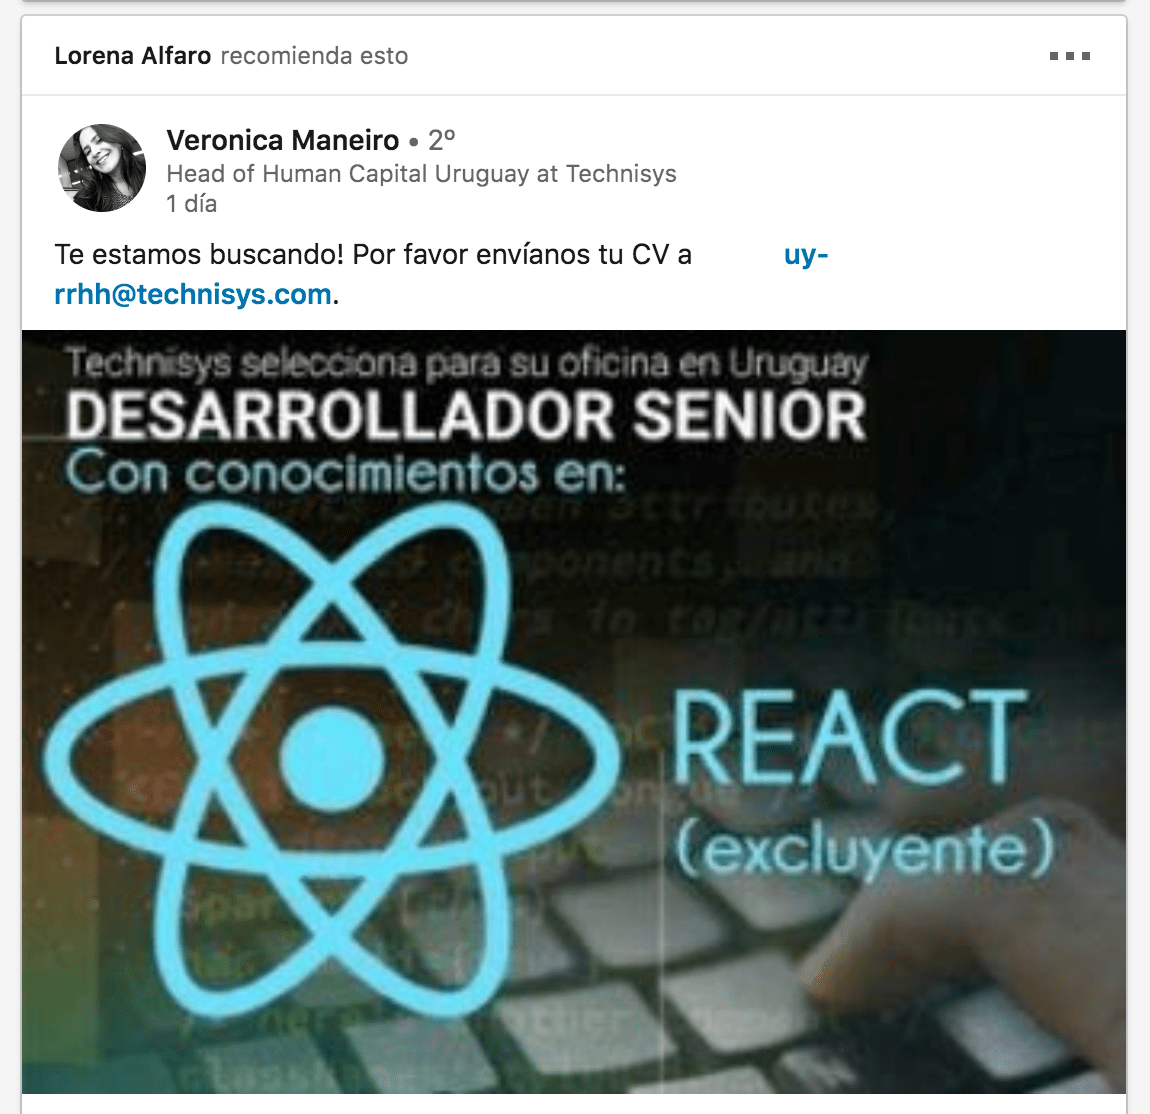 Lorena Alfaro recomienda esto
Veronica Maneiro • 2º
Head of Human Capital Uruguay at Technisys
1 día
Te estamos buscando! Por favor envíanos tu CV a uy-
rrhh@technisys.com.
Technisys selecciona para su oficina en Uruguay
DESARROLLADOR SENIOR
Con conocimientos en:
REACT
(excluyente)